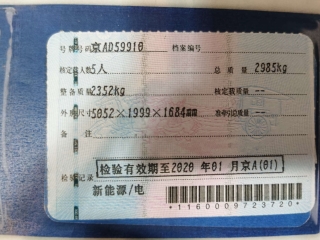 号牌号码 京AD59910 档案编号
核定载人数 5人 总质量 2985kg
整备质量 2352kg 核定载质量 --
外廓尺寸 5052×1999×1684mm 准牵引总质量 --
备注
检验记录 检验有效期至2020 年01 月京A(01)
新能源/电
*1160009723720*